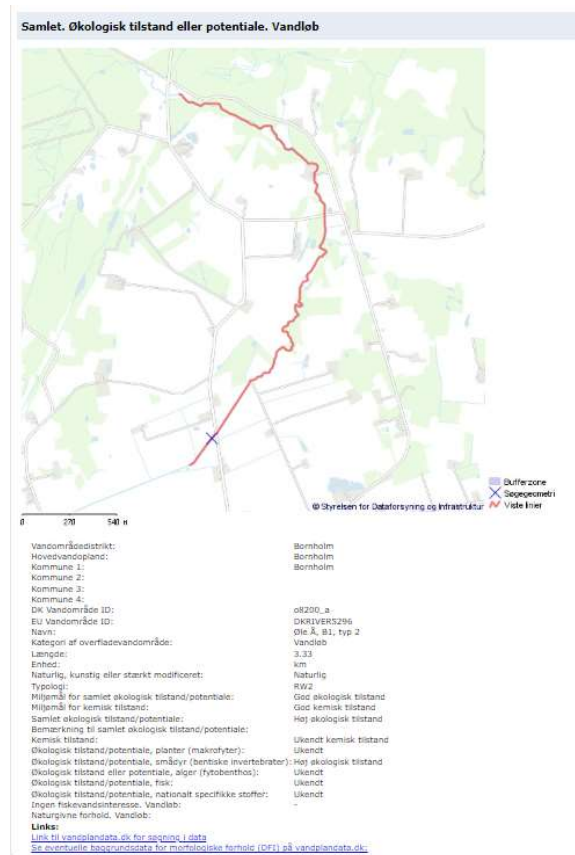 Samlet. Økologisk tilstand eller potentiale. Vandløb
Bufferzone
Søgegeometri
Viste linier
© Styrelsen for Dataforsyning og Infrastruktur
0 270 540 M
Vandområdedistrikt: Bornholm
Hovedvandopland: Bornholm
Kommune 1: Bornholm
Kommune 2:
Kommune 3:
Kommune 4:
DK Vandområde ID: o8200_a
EU Vandområde ID: DKRIVER5296
Navn: Øle Å, B1, typ 2
Kategori af overfladevandområde: Vandløb
Længde: 3.33
Enhed: km
Naturlig, kunstig eller stærkt modificeret: Naturlig
Typologi: RW2
Miljømål for samlet økologisk tilstand/potentiale: God økologisk tilstand
Miljømål for kemisk tilstand: God kemisk tilstand
Samlet økologisk tilstand/potentiale: Høj økologisk tilstand
Bemærkning til samlet økologisk tilstand/potentiale:
Kemisk tilstand: Ukendt kemisk tilstand
Økologisk tilstand/potentiale, planter (makrofyter): Ukendt
Økologisk tilstand/potentiale, smådyr (bentiske invertebrater): Høj økologisk tilstand
Økologisk tilstand eller potentiale, alger (fytobenthos): Ukendt
Økologisk tilstand/potentiale, fisk: Ukendt
Økologisk tilstand/potentiale, nationalt specifikke stoffer: Ukendt
Ingen fiskevandsinteresse. Vandløb: -
Naturgivne forhold. Vandløb:
Links:
Link til vandplandata.dk for søgning i data
Se eventuelle baggrundsdata for morfologiske forhold (DFI) på vandplandata.dk: